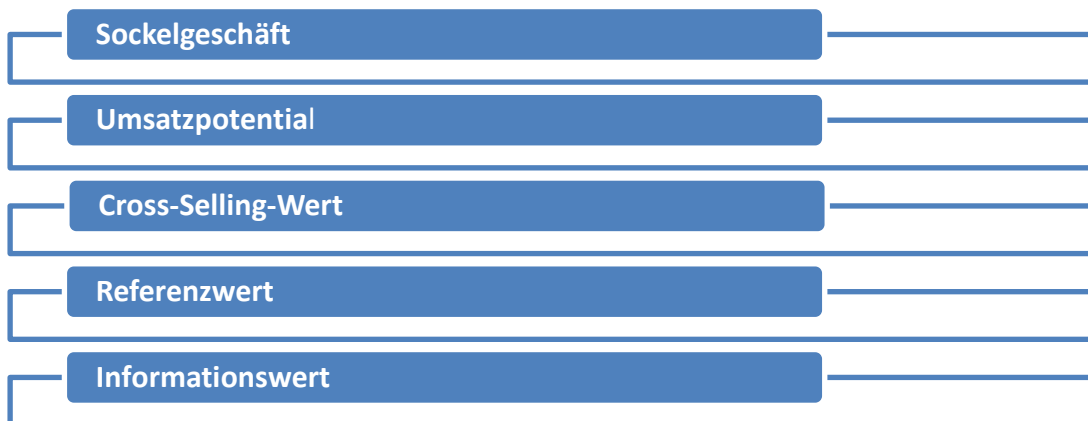 Sockelgeschäft
Umsatzpotential
Cross-Selling-Wert
Referenzwert
Informationswert